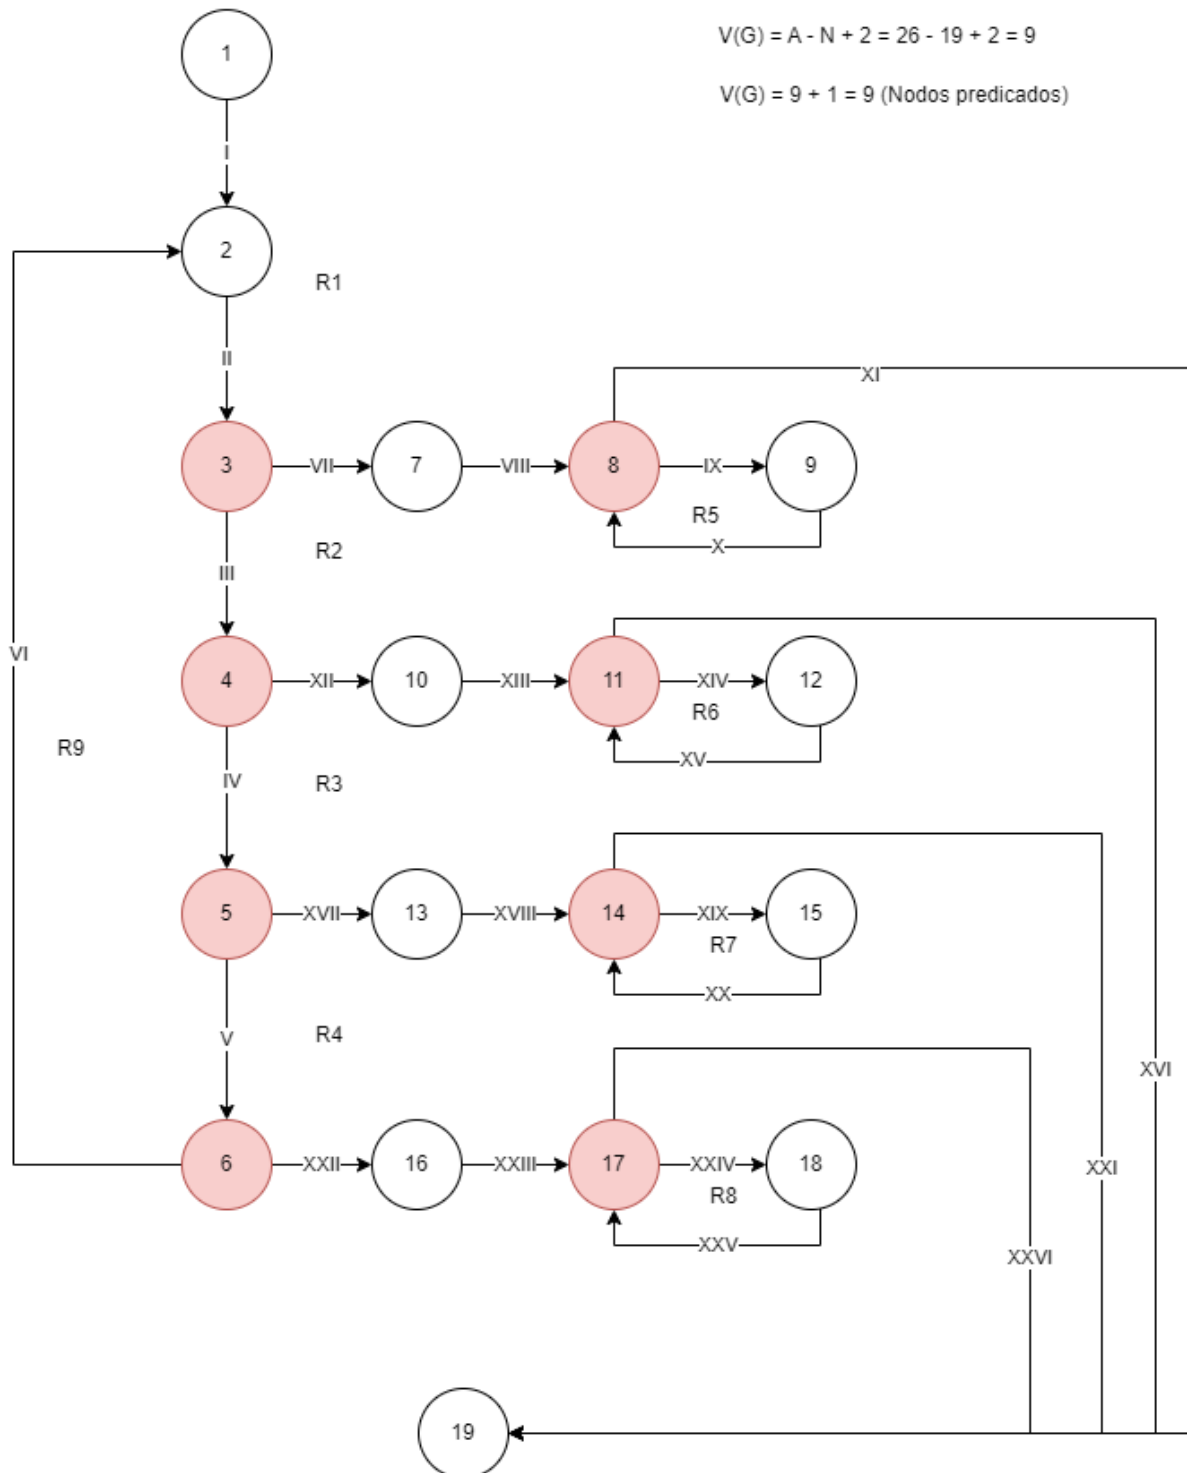 V(G) = A - N + 2 = 26 - 19 + 2 = 9
1
V(G) = 9 + 1 = 9 (Nodos predicados)
I
2
R1
II
XI
3
VII
7
VIII
8
IX
9
R5
X
R2
III
VI
4
XII
10
XIII
11
XIV
12
R6
XV
R9
IV
R3
5
XVII
13
XVIII
14
XIX
15
R7
XX
R4
V
XVI
6
XXII
16
XXIII
17
XXIV
18
XXI
R8
XXV
XXVI
19